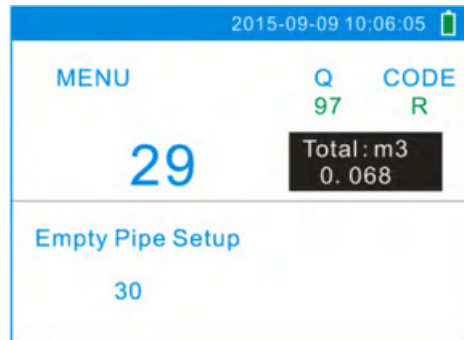 2015-09-09 10:06:05
MENU Q CODE
97 R
29 Total:m3
0.068
Empty Pipe Setup
30